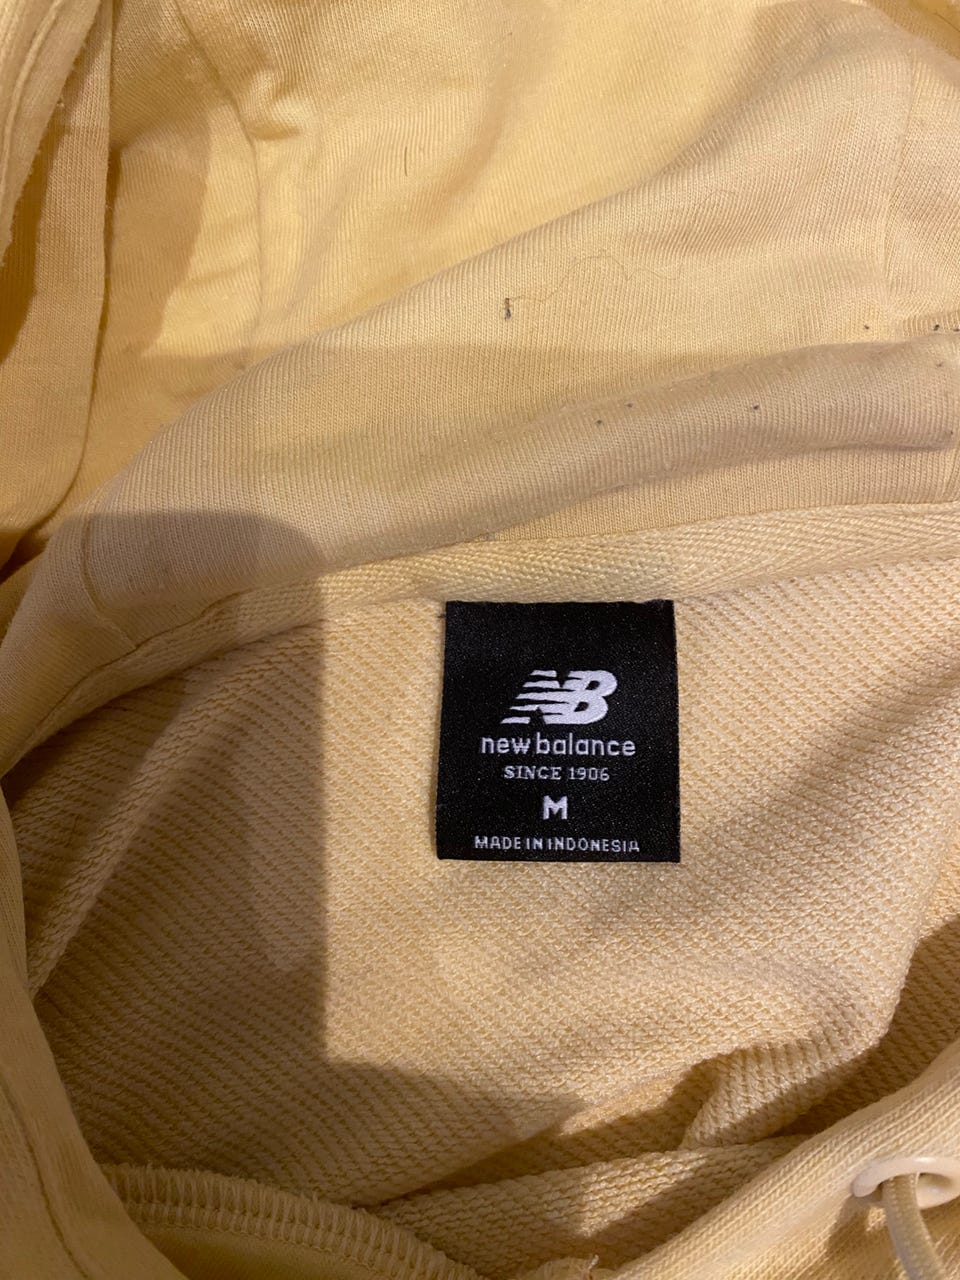 NB
new balance
SINCE 1906
M
MADE IN INDONESIA